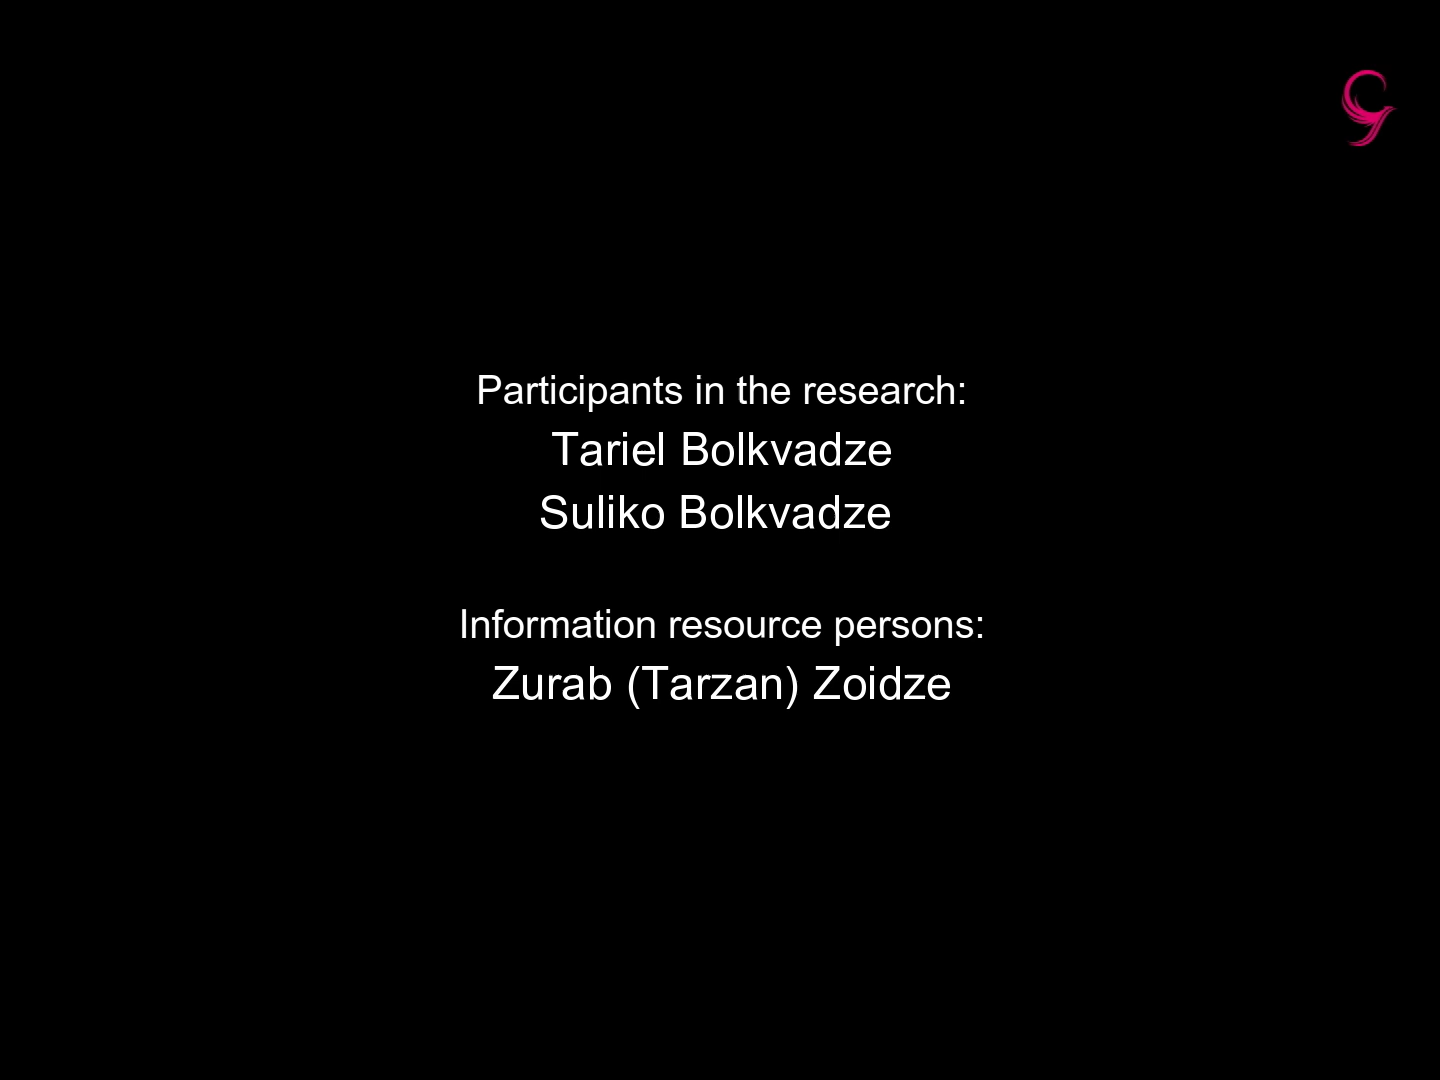 Participants in the research:
Tariel Bolkvadze
Suliko Bolkvadze
Information resource persons:
Zurab (Tarzan) Zoidze